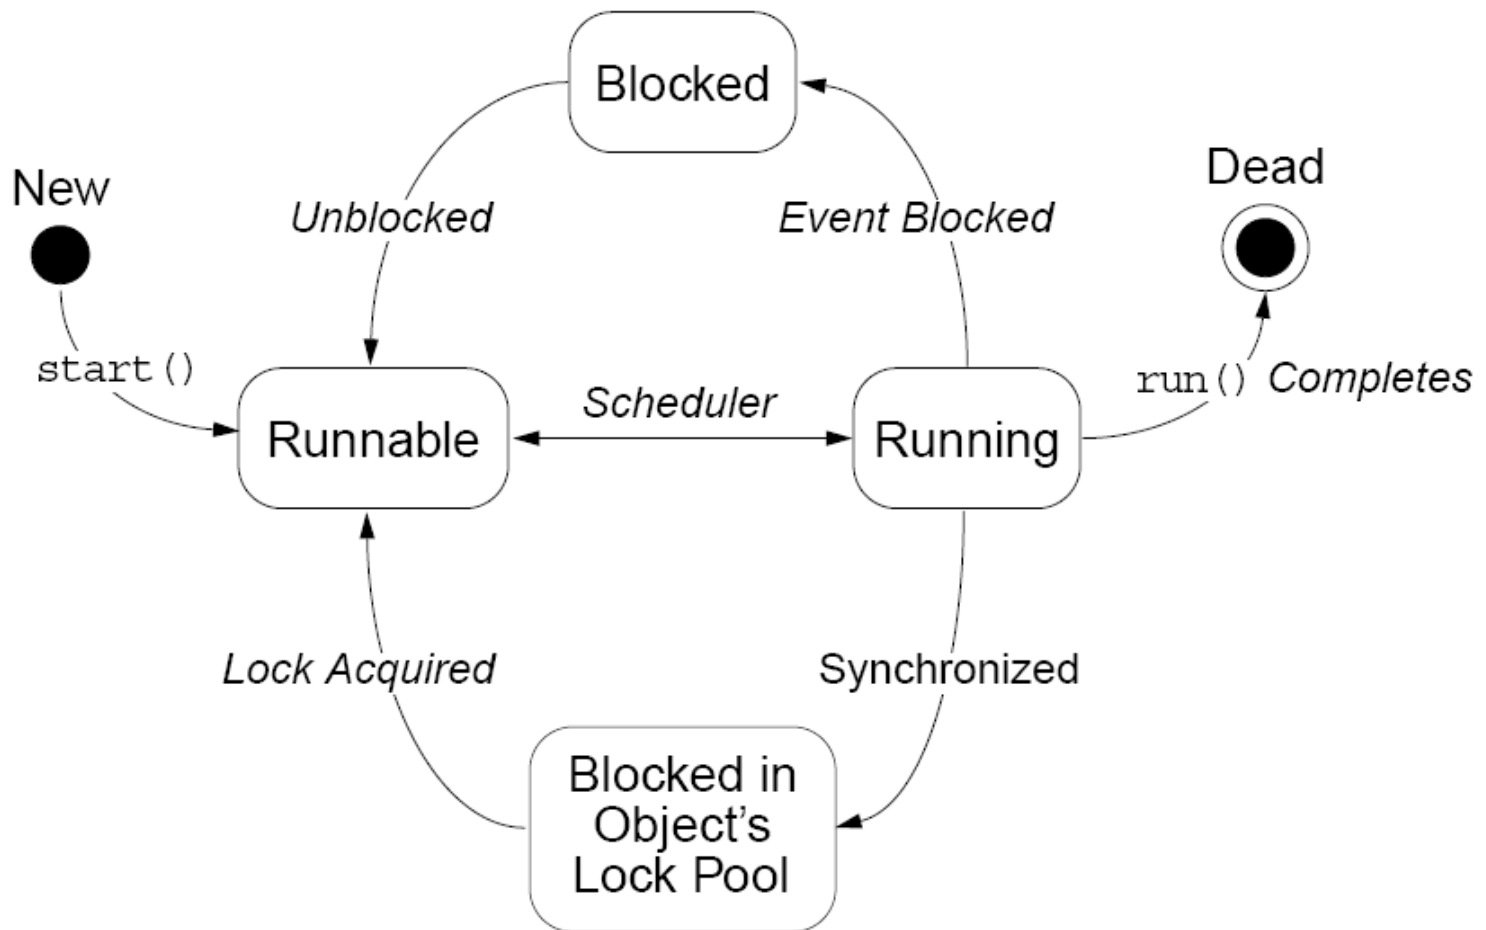 Blocked
New
Dead
Unblocked
Event Blocked
start()
run() Completes
Scheduler
Runnable
Running
Lock Acquired
Synchronized
Blocked in
Object’s
Lock Pool